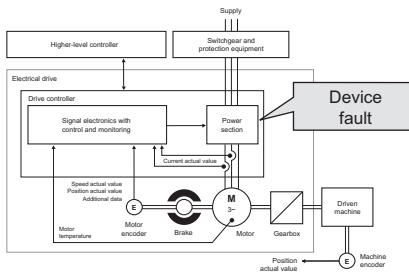 Supply
Higher-level controller
Switchgear and
protection equipment
Electrical drive
Drive controller
Signal electronics with
control and monitoring
Power
section
Device
fault
Current actual value
Speed actual value
Position actual value
Additional data
E
Motor
encoder
Brake
M
3~
Motor
Gearbox
Driven
machine
Motor
temperature
Position
actual value
E
Machine
encoder